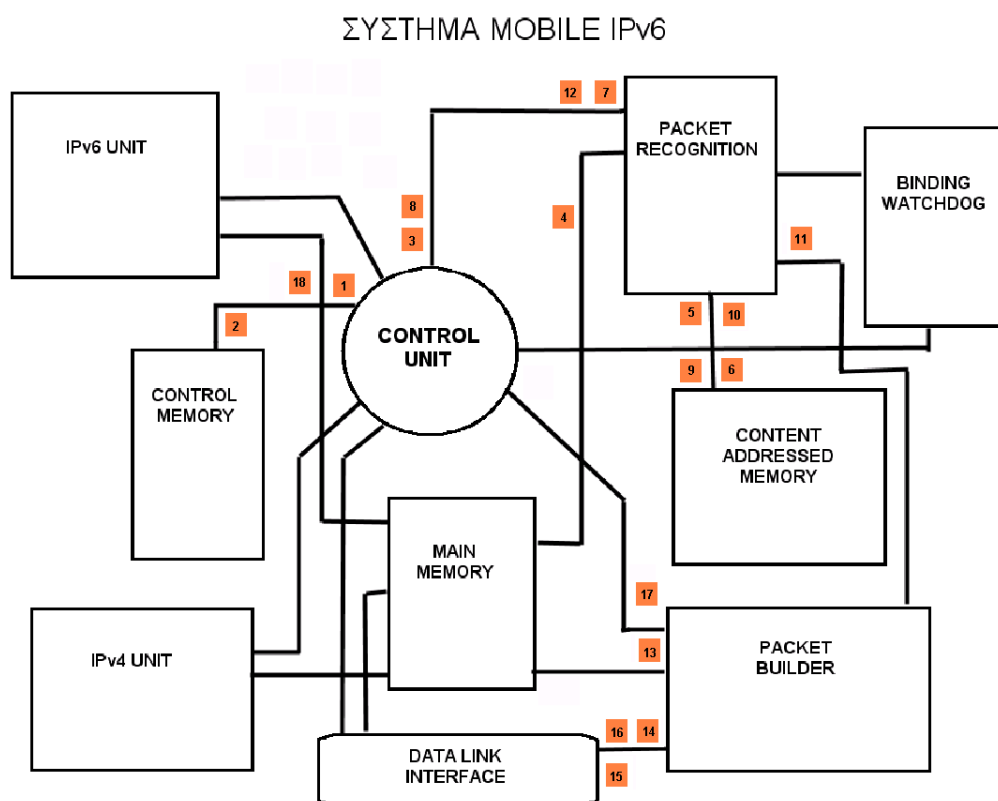 ΣΥΣΤΗΜΑ MOBILE IPv6
12
7
PACKET
RECOGNITION
IPv6 UNIT
BINDING
WATCHDOG
8
3
4
11
18
1
2
5
10
CONTROL
UNIT
9
6
CONTROL
MEMORY
CONTENT
ADDRESSED
MEMORY
MAIN
MEMORY
17
IPv4 UNIT
13
PACKET
BUILDER
16
14
15
DATA LINK
INTERFACE